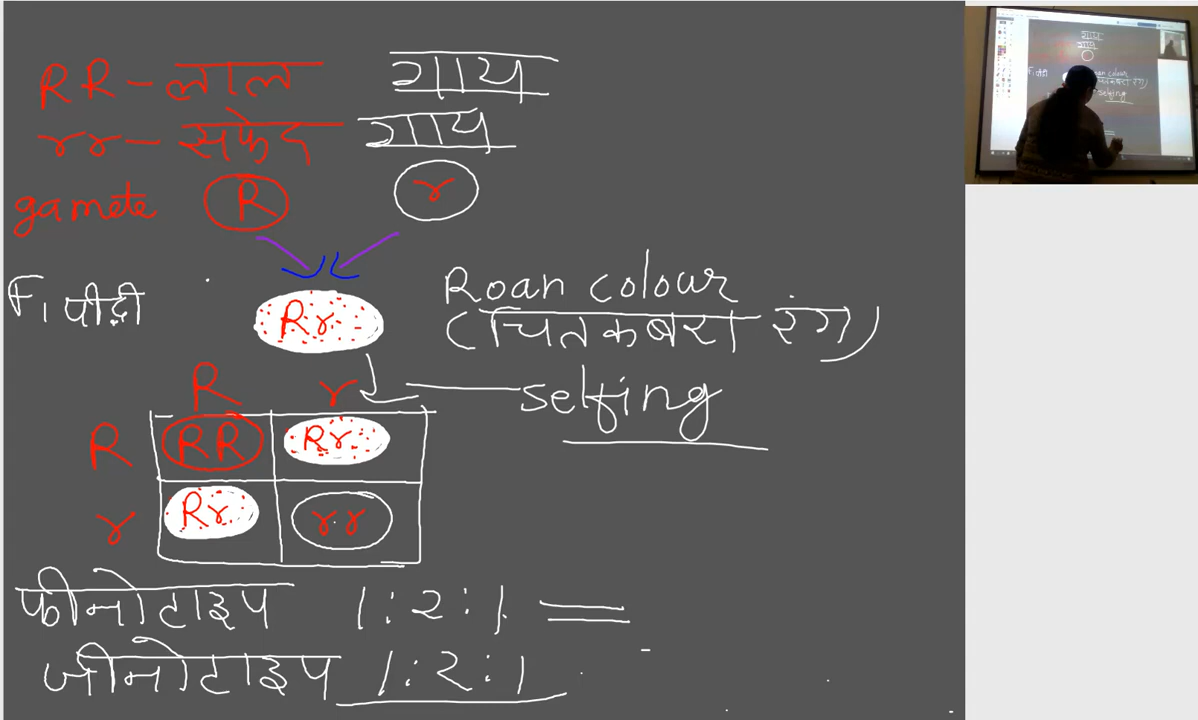 RR - लाल गाय
rr - सफेद गाय
gamete R r
F1 पीढ़ी Rr Roan colour
(चितकबरा रंग)
R r selfing
R RR Rr
r Rr rr
फीनोटाइप 1:2:1 =
जीनोटाइप 1:2:1